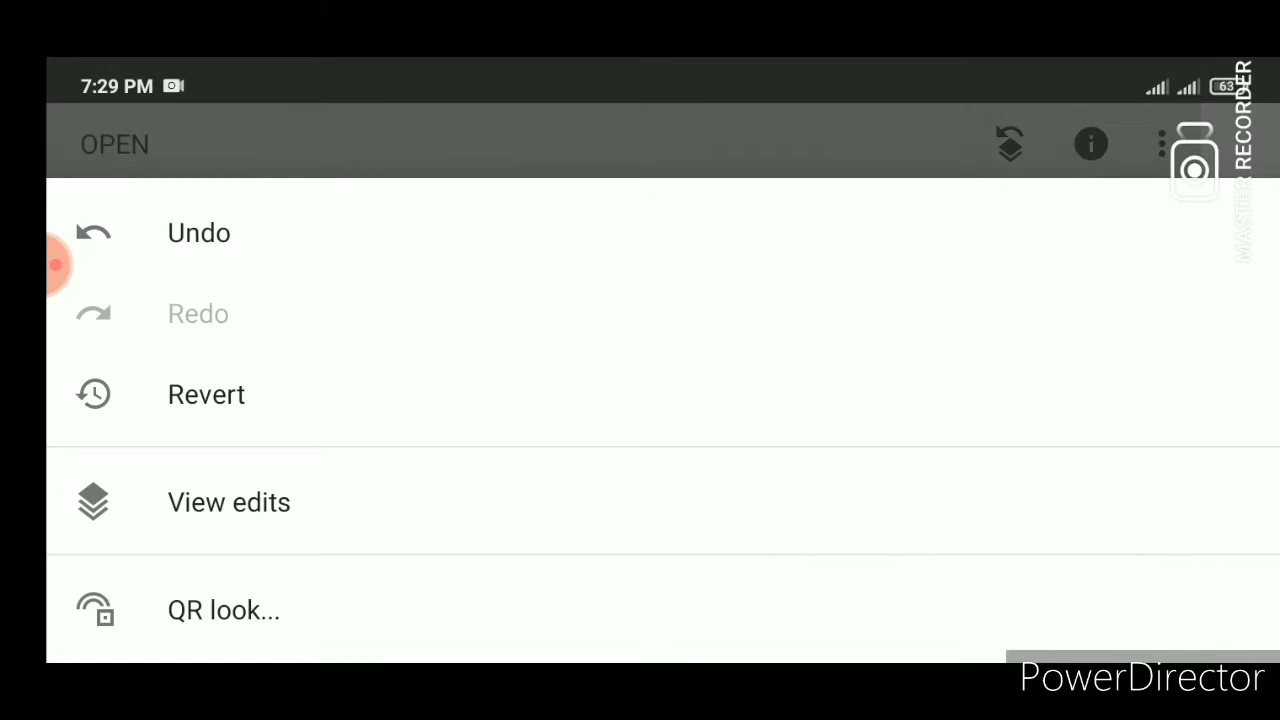 7:29 PM
63
OPEN
MASTER RECORDER
Undo
Redo
Revert
View edits
QR look...
PowerDirector